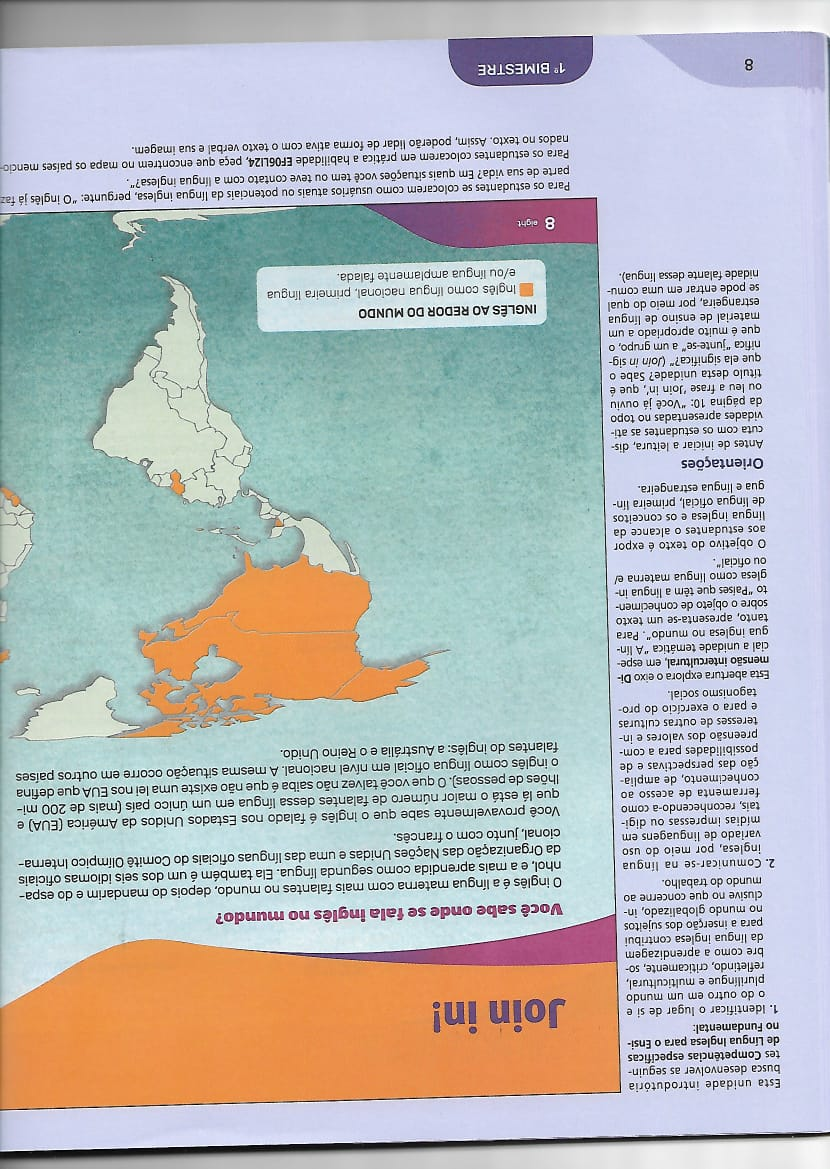 Esta unidade introdutória
busca desenvolver as seguin-
tes Competências específicas
de Língua Inglesa para o Ensi-
no Fundamental:
1. Identificar o lugar de si e
o do outro em um mundo
plurilíngue e multicultural,
refletindo, criticamente, so-
bre como a aprendizagem
da língua inglesa contribui
para a inserção dos sujeitos
no mundo globalizado, in-
clusive no que concerne ao
mundo do trabalho.
2. Comunicar-se na língua
inglesa, por meio do uso
variado de linguagens em
mídias impressas ou digi-
tais, reconhecendo-a como
ferramenta de acesso ao
conhecimento, de amplia-
ção das perspectivas e de
possibilidades para a com-
preensão dos valores e in-
teresses de outras culturas
e para o exercício do pro-
tagonismo social.
Esta abertura explora o eixo Di-
mensão intercultural, em espe-
cial a unidade temática "A lín-
gua inglesa no mundo". Para
tanto, apresenta-se um texto
sobre o objeto de conhecimen-
to "Países que têm a língua in-
glesa como língua materna e/
ou oficial".
O objetivo do texto é expor
aos estudantes o alcance da
língua inglesa e os conceitos
de língua oficial, primeira lín-
gua e língua estrangeira.
Orientações
Antes de iniciar a leitura, dis-
cuta com os estudantes as ati-
vidades apresentadas no topo
da página 10: "Você já ouviu
ou leu a frase 'Join in', que é
título desta unidade? Sabe o
que ela significa?" Join in sig-
nifica "junte-se" a um grupo, o
que é muito apropriado a um
material de ensino de língua
estrangeira, por meio do qual
se pode entrar em uma comu-
nidade falante dessa língua).
Join in!
Você sabe onde se fala inglês no mundo?
O inglês é a língua materna com mais falantes no mundo, depois do mandarim e do espa-
nhol, e a mais aprendida como segunda língua. Ela também é um dos seis idiomas oficiais
da Organização das Nações Unidas e uma das línguas oficiais do Comitê Olímpico Interna-
cional, junto com o francês.
Você provavelmente sabe que o inglês é falado nos Estados Unidos da América (EUA) e
que lá está o maior número de falantes dessa língua em um único país (mais de 200 mi-
lhões de pessoas). O que você talvez não saiba é que não existe uma lei nos EUA que defina
o inglês como língua oficial em nível nacional. A mesma situação ocorre em outros países
falantes do inglês: a Austrália e o Reino Unido.
INGLÊS AO REDOR DO MUNDO
Inglês como língua nacional, primeira língua
e/ou língua amplamente falada.
8 eight
Para os estudantes se colocarem como usuários atuais ou potenciais da língua inglesa, pergunte: "O inglês já faz
parte de sua vida? Em quais situações você tem ou teve contato com a língua inglesa?".
Para os estudantes colocarem em prática a habilidade EF06LI24, peça que encontrem no mapa os países mencio-
nados no texto. Assim, poderão lidar de forma ativa com o texto verbal e sua imagem.
8
1º BIMESTRE